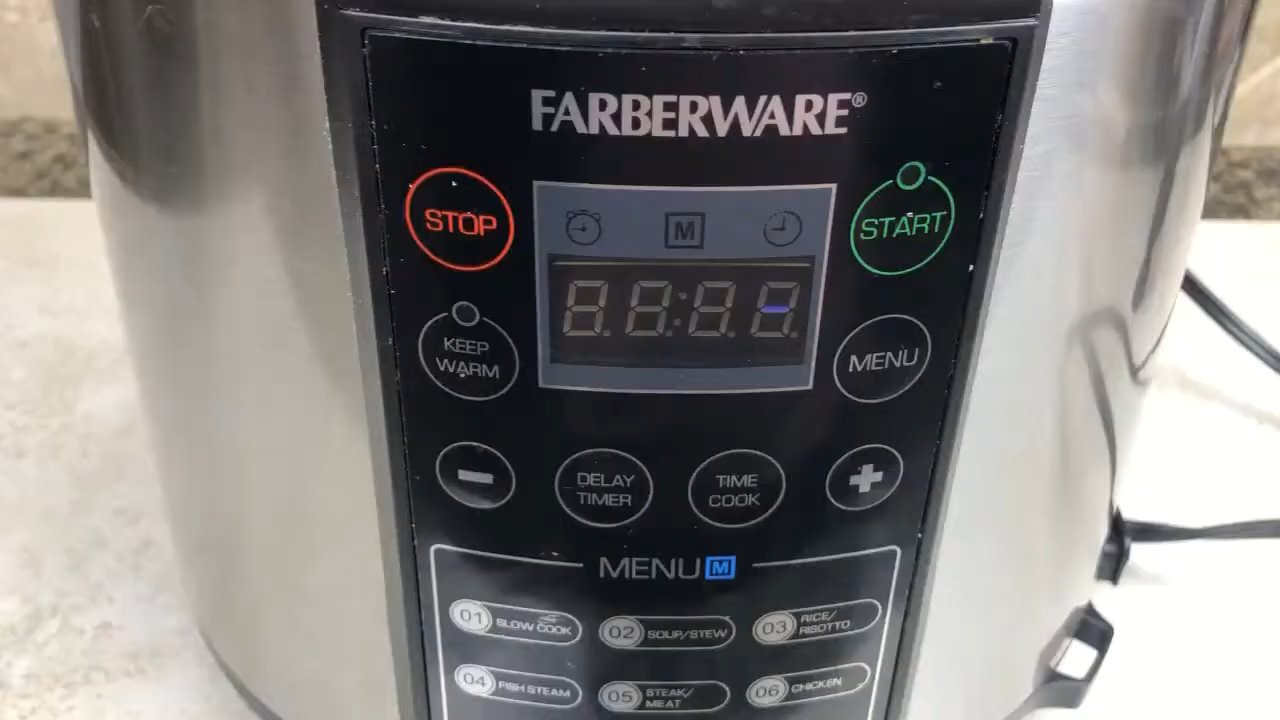 FARBERWARE®
STOP
M
START
KEEP
WARM
MENU
DELAY
TIMER
TIME
COOK
MENU M
01 SLOW COOK
02 SOUP/STEW
03 RICE/
RISOTTO
04 FISH STEAM
05 STEAK/
MEAT
06 CHICKEN